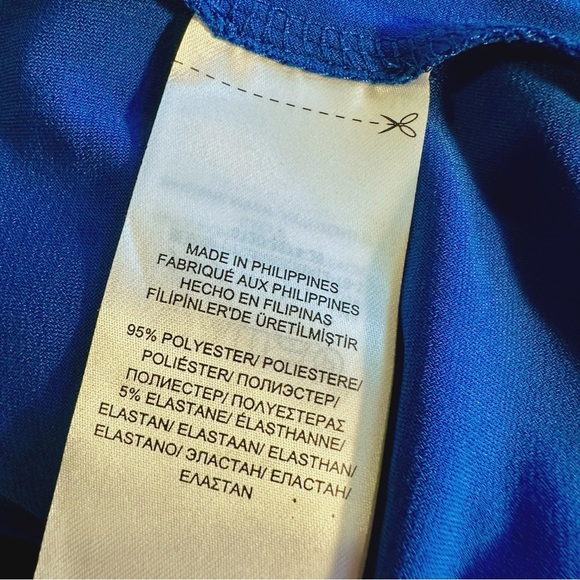 MADE IN PHILIPPINES
FABRIQUÉ AUX PHILIPPINES
HECHO EN FILIPINAS
FİLİPİNLER'DE ÜRETİLMİŞTİR
95% POLYESTER/ POLIESTERE/
POLIÉSTER/ ПОЛИЭСТЕР/
ПОЛИЕСТЕР/ ΠΟΛΥΕΣΤΕΡΑΣ
5% ELASTANE/ ÉLASTHANNE/
ELASTAN/ ELASTAAN/ ELASTHAN/
ELASTANO/ ЭЛАСТАН/ ЕЛАСТАН/
ΕΛΑΣΤΑΝ